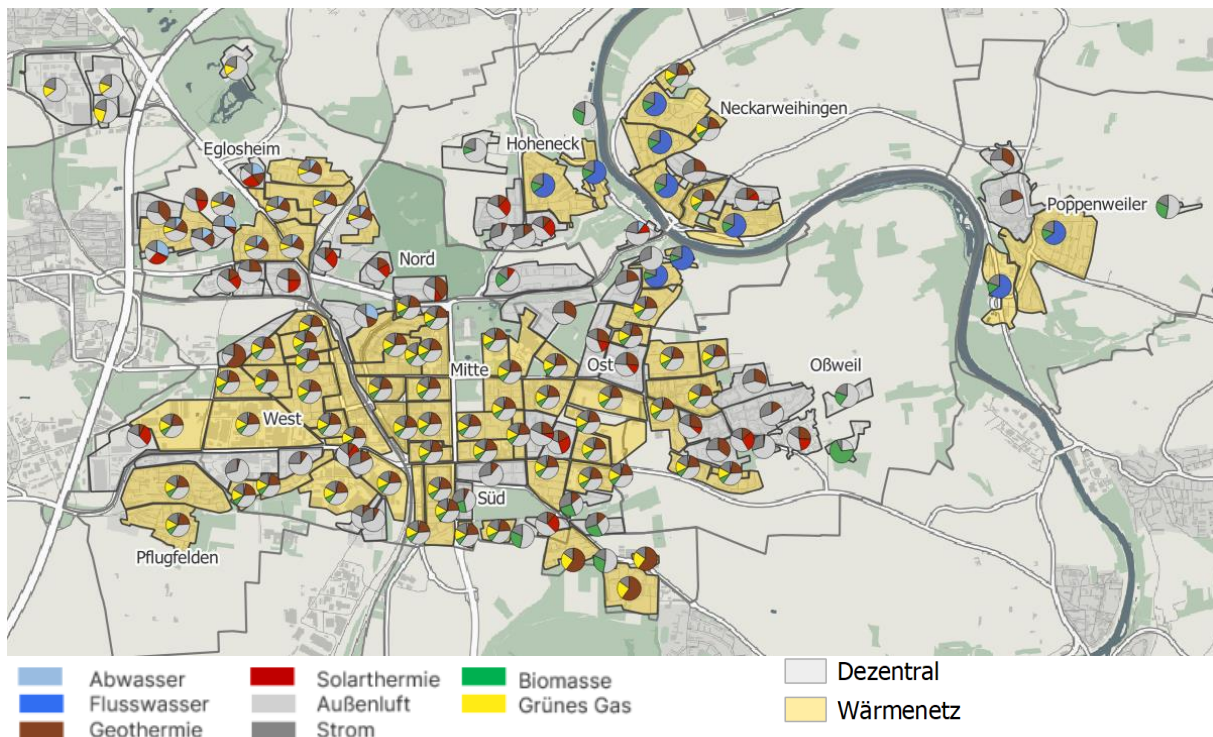 Neckarweihingen
Eglosheim
Hoheneck
Poppenweiler
Nord
Mitte
Ost
Oßweil
West
Süd
Pflugfelden
Abwasser
Flusswasser
Geothermie
Solarthermie
Außenluft
Strom
Biomasse
Grünes Gas
Dezentral
Wärmenetz